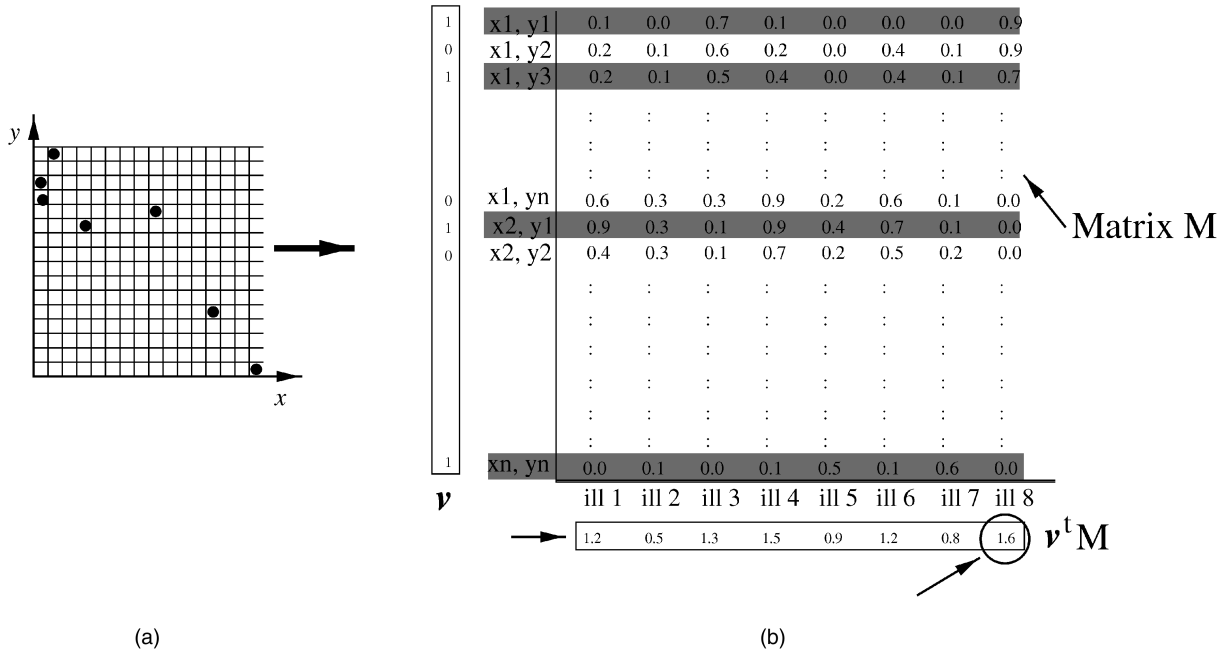 y
x
(a)
1 x1, y1 0.1 0.0 0.7 0.1 0.0 0.0 0.0 0.9
0 x1, y2 0.2 0.1 0.6 0.2 0.0 0.4 0.1 0.9
1 x1, y3 0.2 0.1 0.5 0.4 0.0 0.4 0.1 0.7
: : : : : : : :
: : : : : : : :
: : : : : : : :
0 x1, yn 0.6 0.3 0.3 0.9 0.2 0.6 0.1 0.0
1 x2, y1 0.9 0.3 0.1 0.9 0.4 0.7 0.1 0.0
0 x2, y2 0.4 0.3 0.1 0.7 0.2 0.5 0.2 0.0
: : : : : : : :
: : : : : : : :
: : : : : : : :
: : : : : : : :
: : : : : : : :
: : : : : : : :
1 xn, yn 0.0 0.1 0.0 0.1 0.5 0.1 0.6 0.0
Matrix M
v ill 1 ill 2 ill 3 ill 4 ill 5 ill 6 ill 7 ill 8
1.2 0.5 1.3 1.5 0.9 1.2 0.8 1.6 vᵗM
(b)